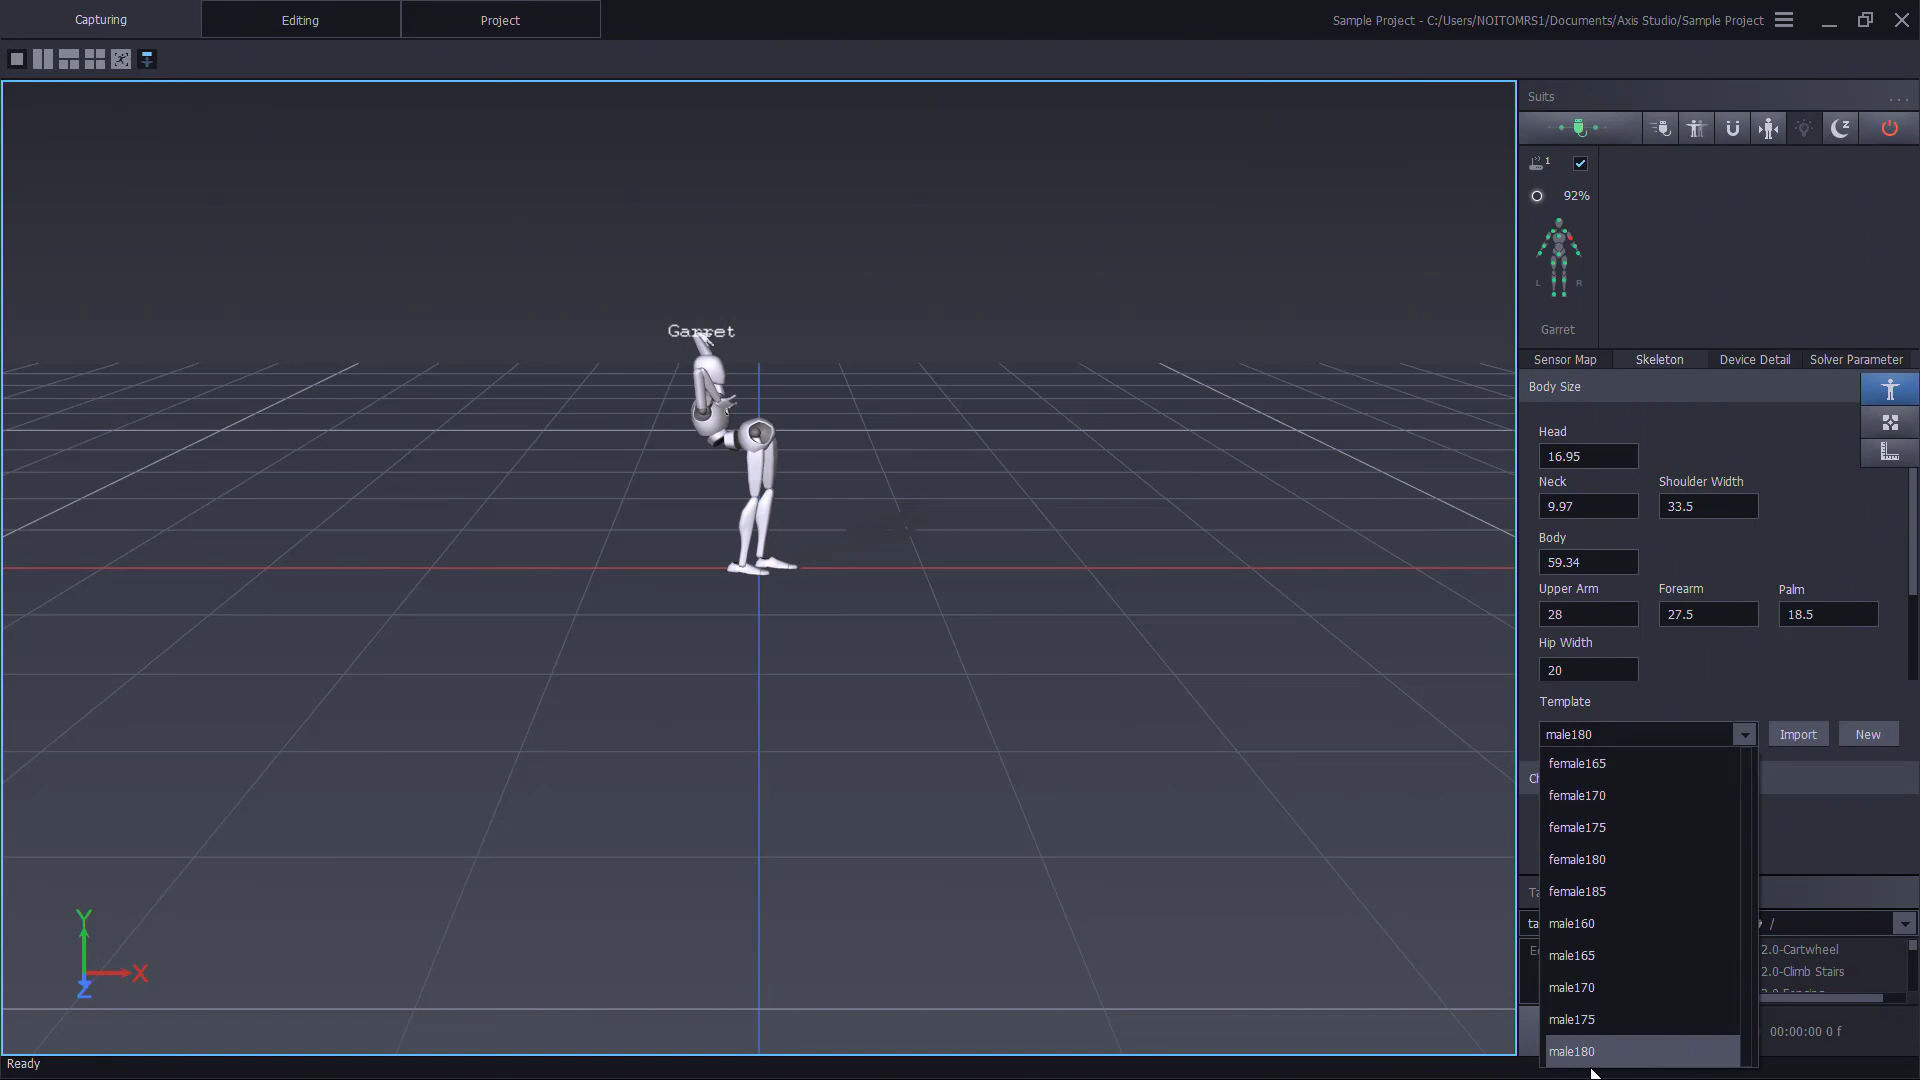 Capturing
Editing
Project
Sample Project - C:/Users/NOITOMRS1/Documents/Axis Studio/Sample Project
Suits
...
1
92%
L R
Garret
Garret
Sensor Map
Skeleton
Device Detail
Solver Parameter
Body Size
Head
16.95
Neck
Shoulder Width
9.97
33.5
Body
59.34
Upper Arm
Forearm
Palm
28
27.5
18.5
Hip Width
20
Template
male180
Import
New
female165
female170
female175
female180
female185
male160
male165
male170
male175
male180
/
2.0-Cartwheel
2.0-Climb Stairs
00:00:00 0 f
Y
X
Z
Ready